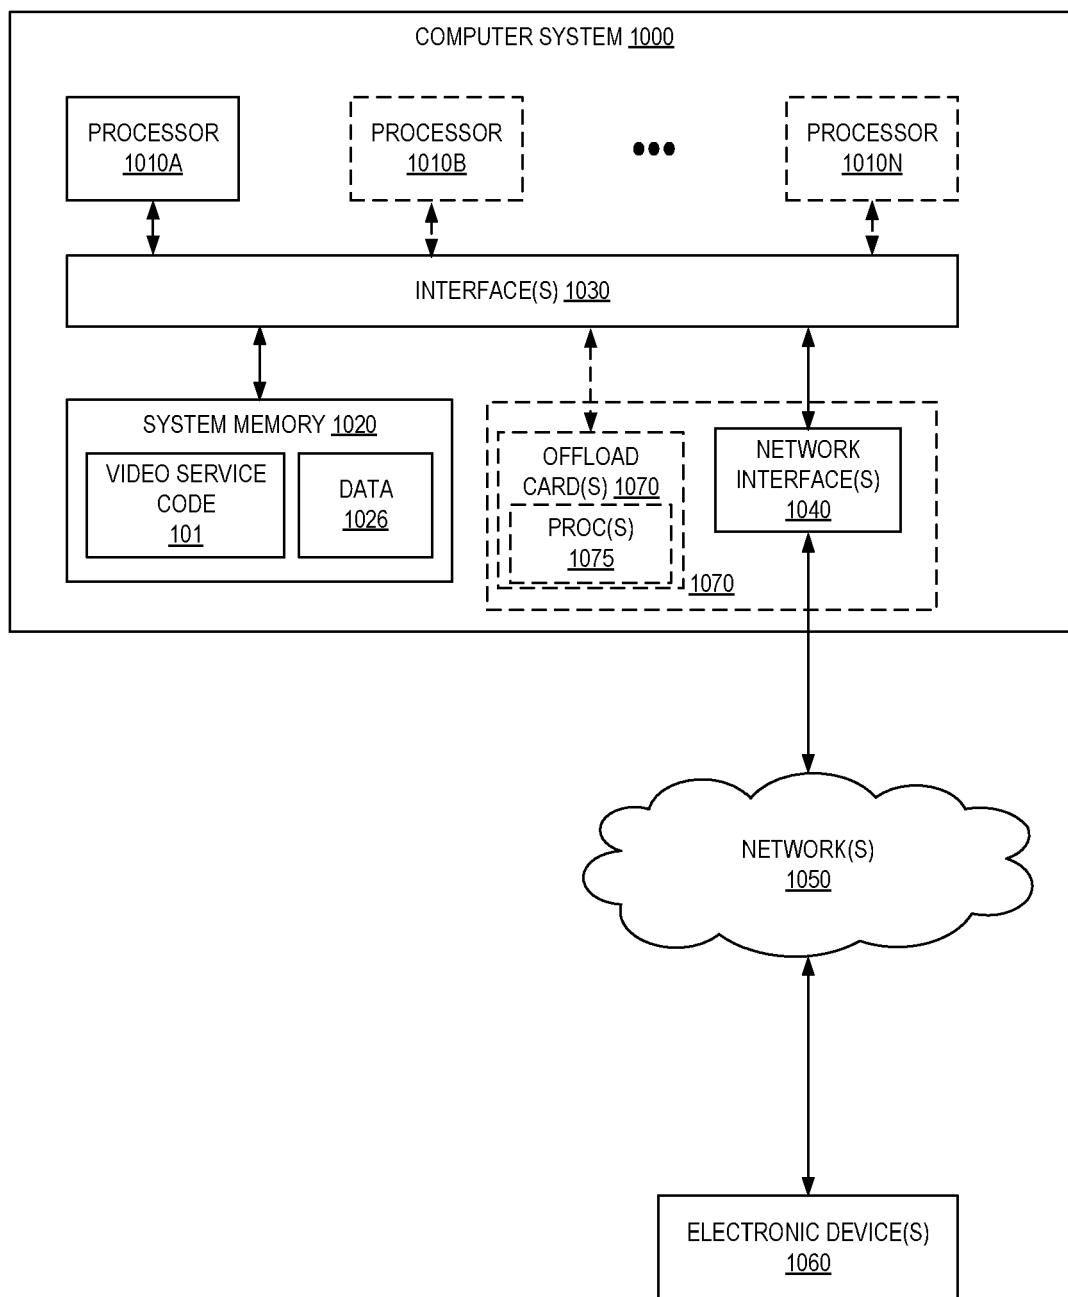 COMPUTER SYSTEM 1000
PROCESSOR
1010A
PROCESSOR
1010B
PROCESSOR
1010N
INTERFACE(S) 1030
SYSTEM MEMORY 1020
VIDEO SERVICE
CODE
101
DATA
1026
OFFLOAD
CARD(S) 1070
PROC(S)
1075
1070
NETWORK
INTERFACE(S)
1040
NETWORK(S)
1050
ELECTRONIC DEVICE(S)
1060